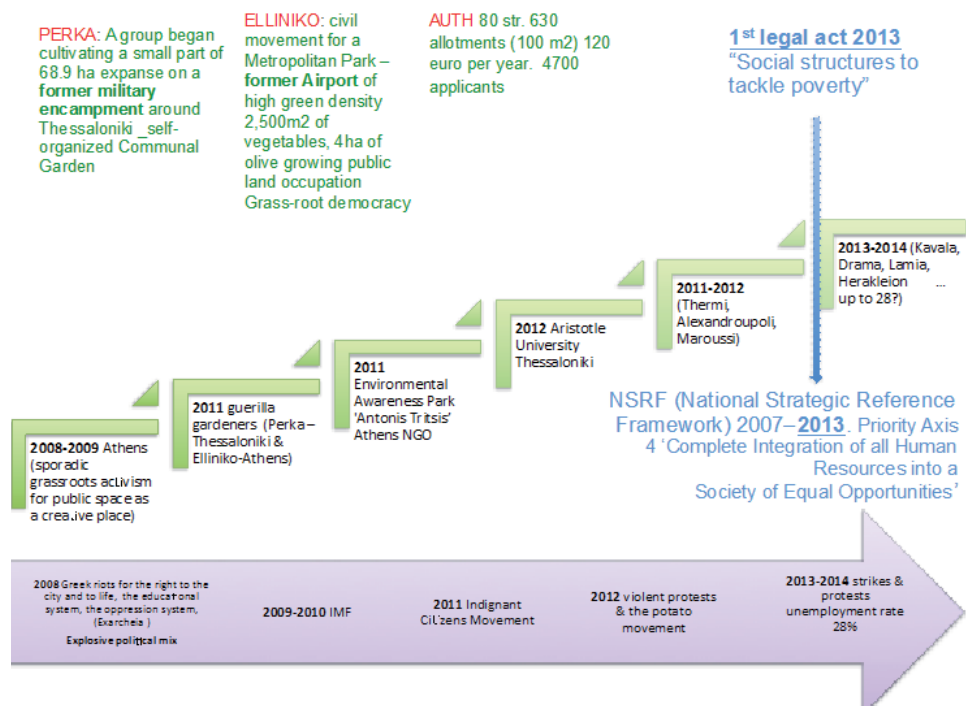 PERKA: A group began
cultivating a small part of
68.9 ha expanse on a
former military
encampment around
Thessaloniki _self-
organized Communal
Garden
ELLINIKO: civil
movement for a
Metropolitan Park –
former Airport of
high green density
2,500m2 of
vegetables, 4ha of
olive growing public
land occupation
Grass-root democracy
AUTH 80 str. 630
allotments (100 m2) 120
euro per year. 4700
applicants
1st legal act 2013
“Social structures to
tackle poverty”
2008-2009 Athens
(sporadic
grassroots activism
for public space as
a crea.ive place)
2011 guerilla
gardeners (Perka –
Thessaloniki &
Elliniko-Athens)
2011
Environmental
Awareness Park
'Antonis Tritsis'
Athens NGO
2012 Aristotle
University
Thessaloniki
2011-2012
(Thermi,
Alexandroupoli,
Maroussi)
2013-2014 (Kavala,
Drama, Lamia,
Herakleion ...
up to 28?)
NSRF (National Strategic Reference
Framework) 2007–2013. Priority Axis
4 ‘Complete Integration of all Human
Resources into a
Society of Equal Opportunities’
2008 Greek riots for the right to the
city and to life, the educational
system, the oppression system,
(Exarcheia )
Explosive political mix
2009-2010 IMF
2011 Indignant
Ci\.'zens Movement
2012 violent protests
& the potato
movement
2013-2014 strikes &
protests
unemployment rate
28%